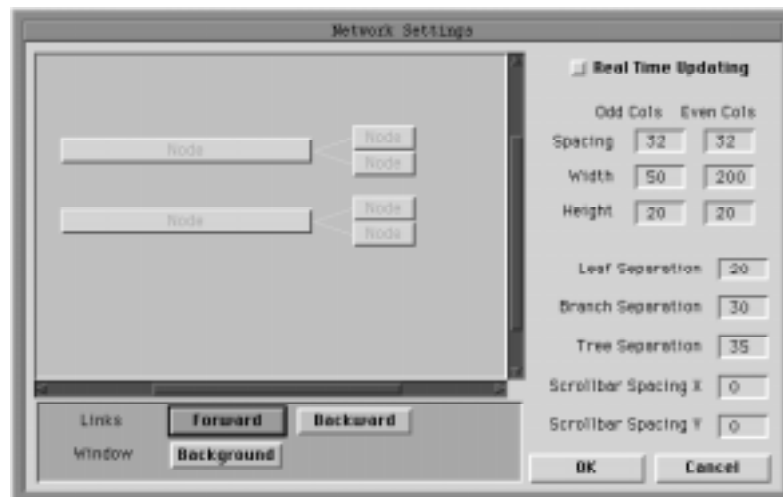 Network Settings
Real Time Updating
Odd Cols Even Cols
Spacing 32 32
Width 50 200
Height 20 20
Node
Node
Node
Node
Node
Node
Leaf Separation 20
Branch Separation 30
Tree Separation 35
Scrollbar Spacing X 0
Scrollbar Spacing Y 0
Links Forward Backward
Window Background
OK Cancel